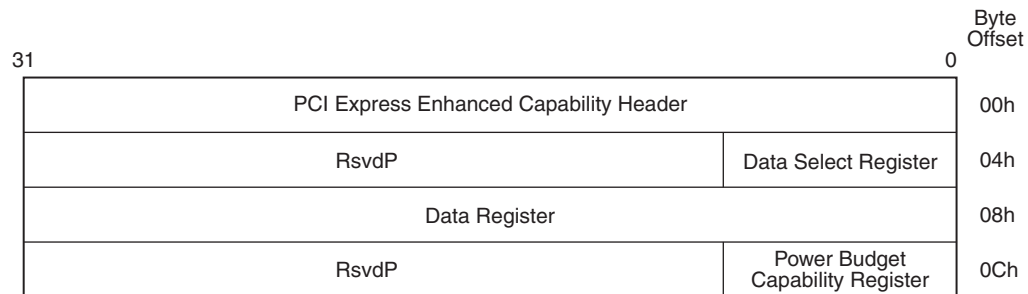 Byte
Offset
31 0
PCI Express Enhanced Capability Header 00h
RsvdP Data Select Register 04h
Data Register 08h
RsvdP Power Budget
Capability Register 0Ch